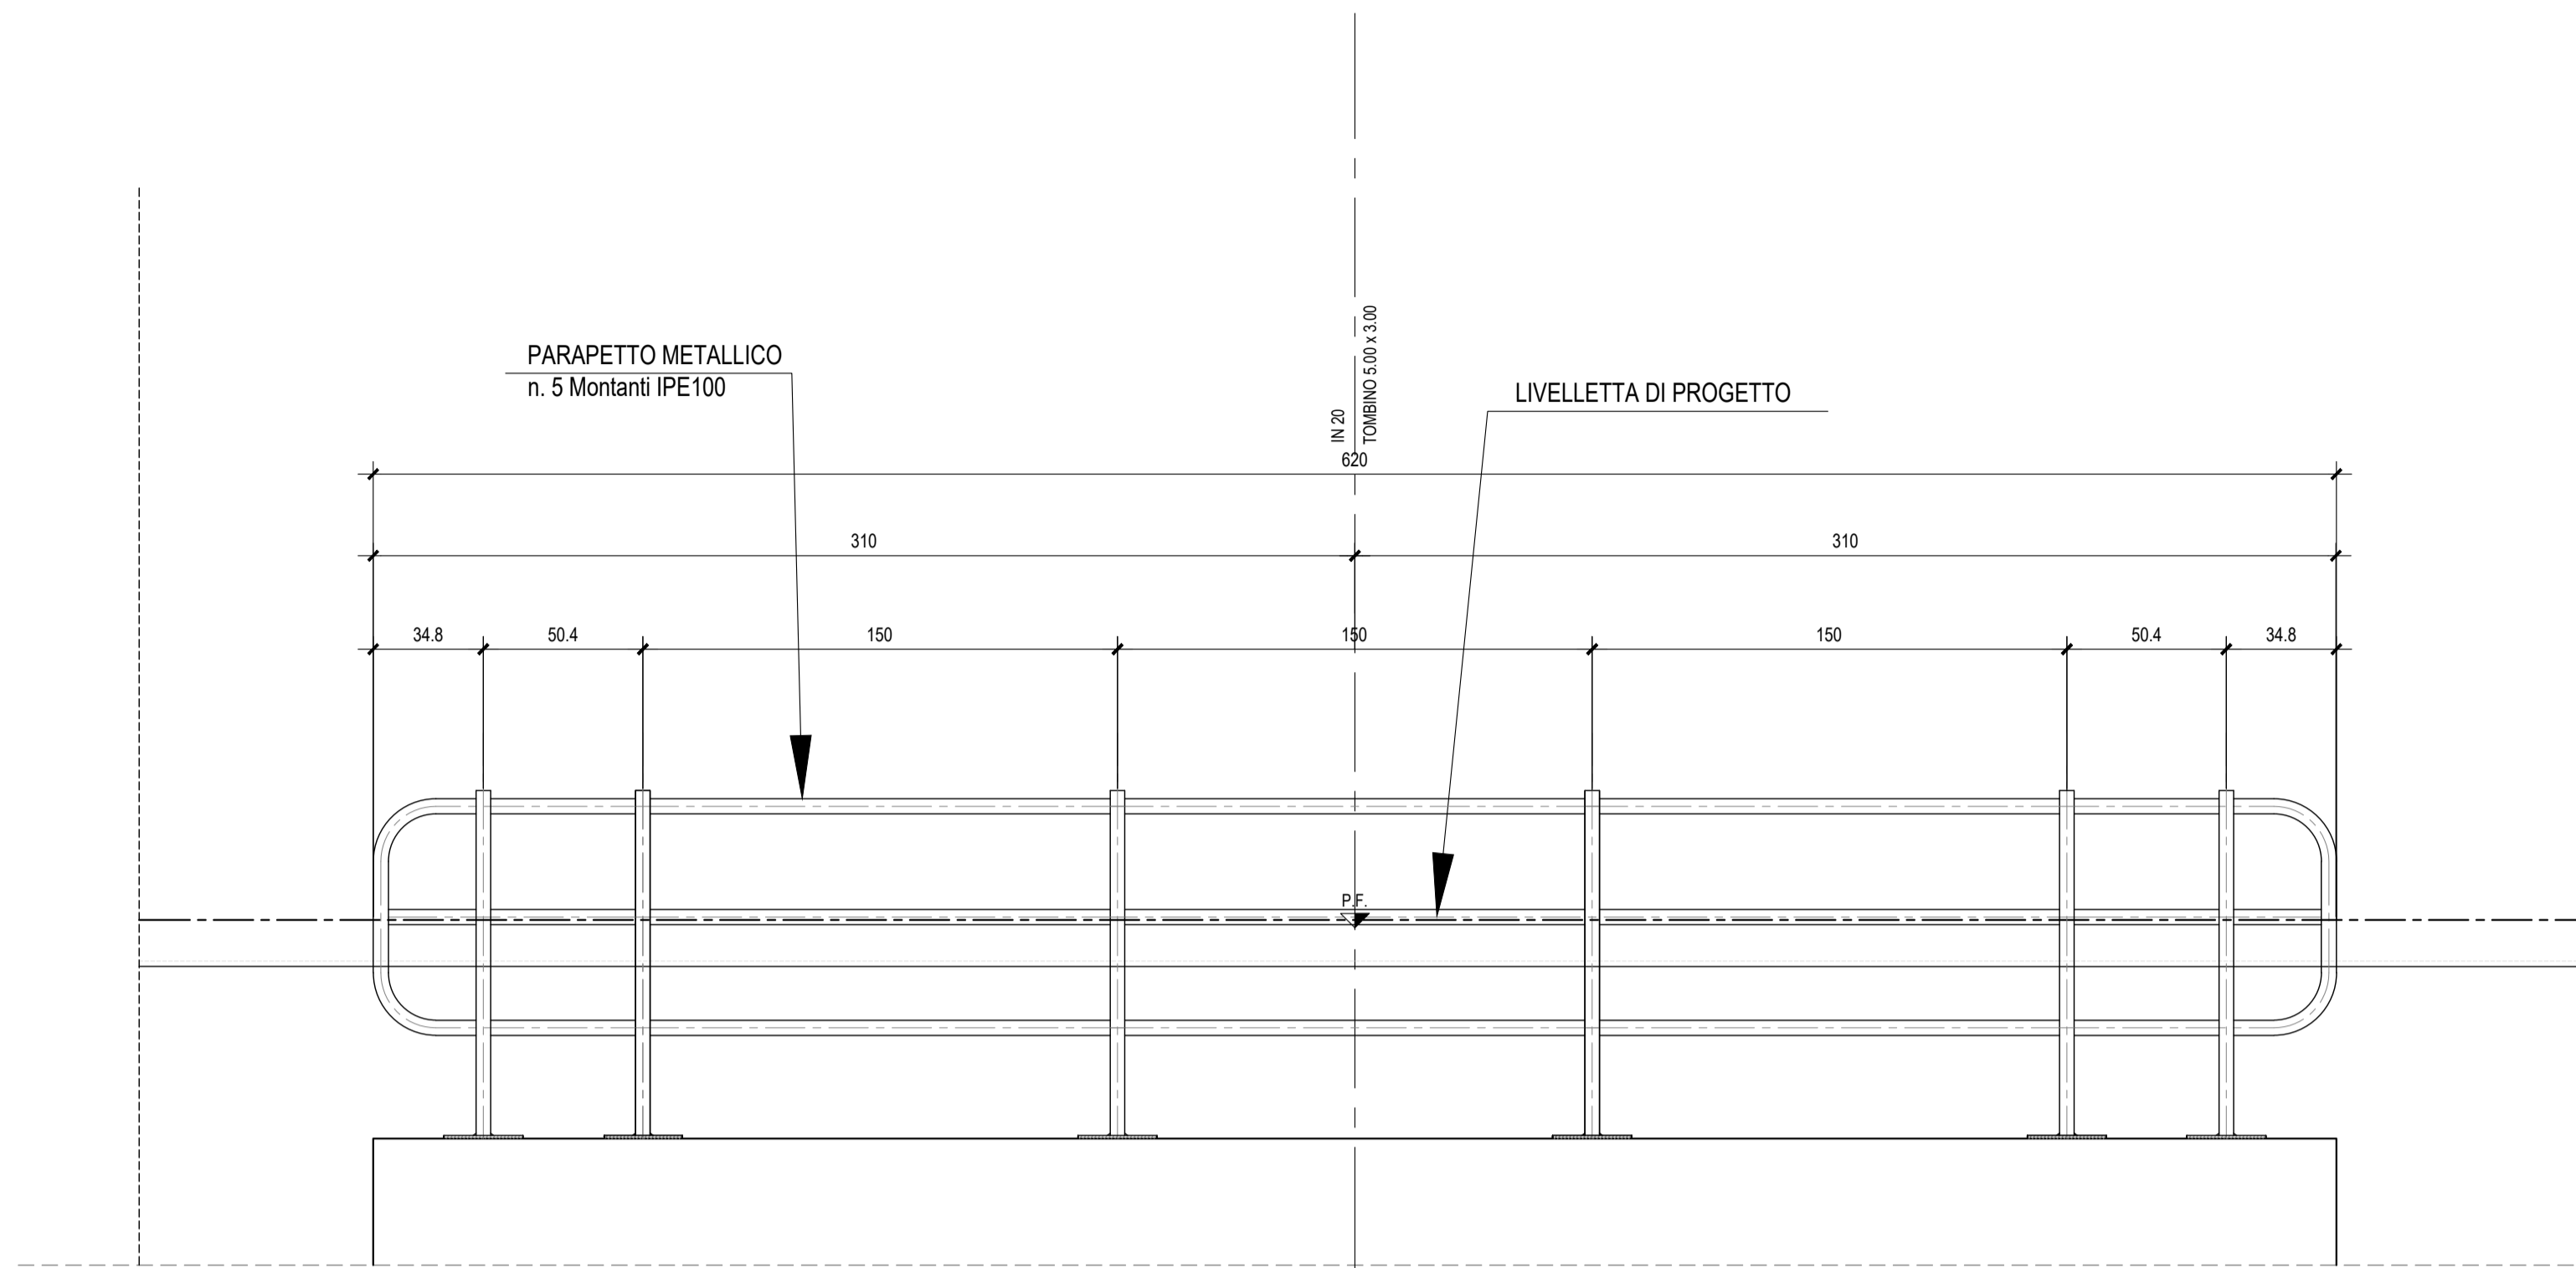 PARAPETTO METALLICO
n. 5 Montanti IPE100
IN 20
TOMBINO 5.00 x 3.00
LIVELLETTA DI PROGETTO
620
310
310
34.8
50.4
150
150
150
50.4
34.8
P.F.